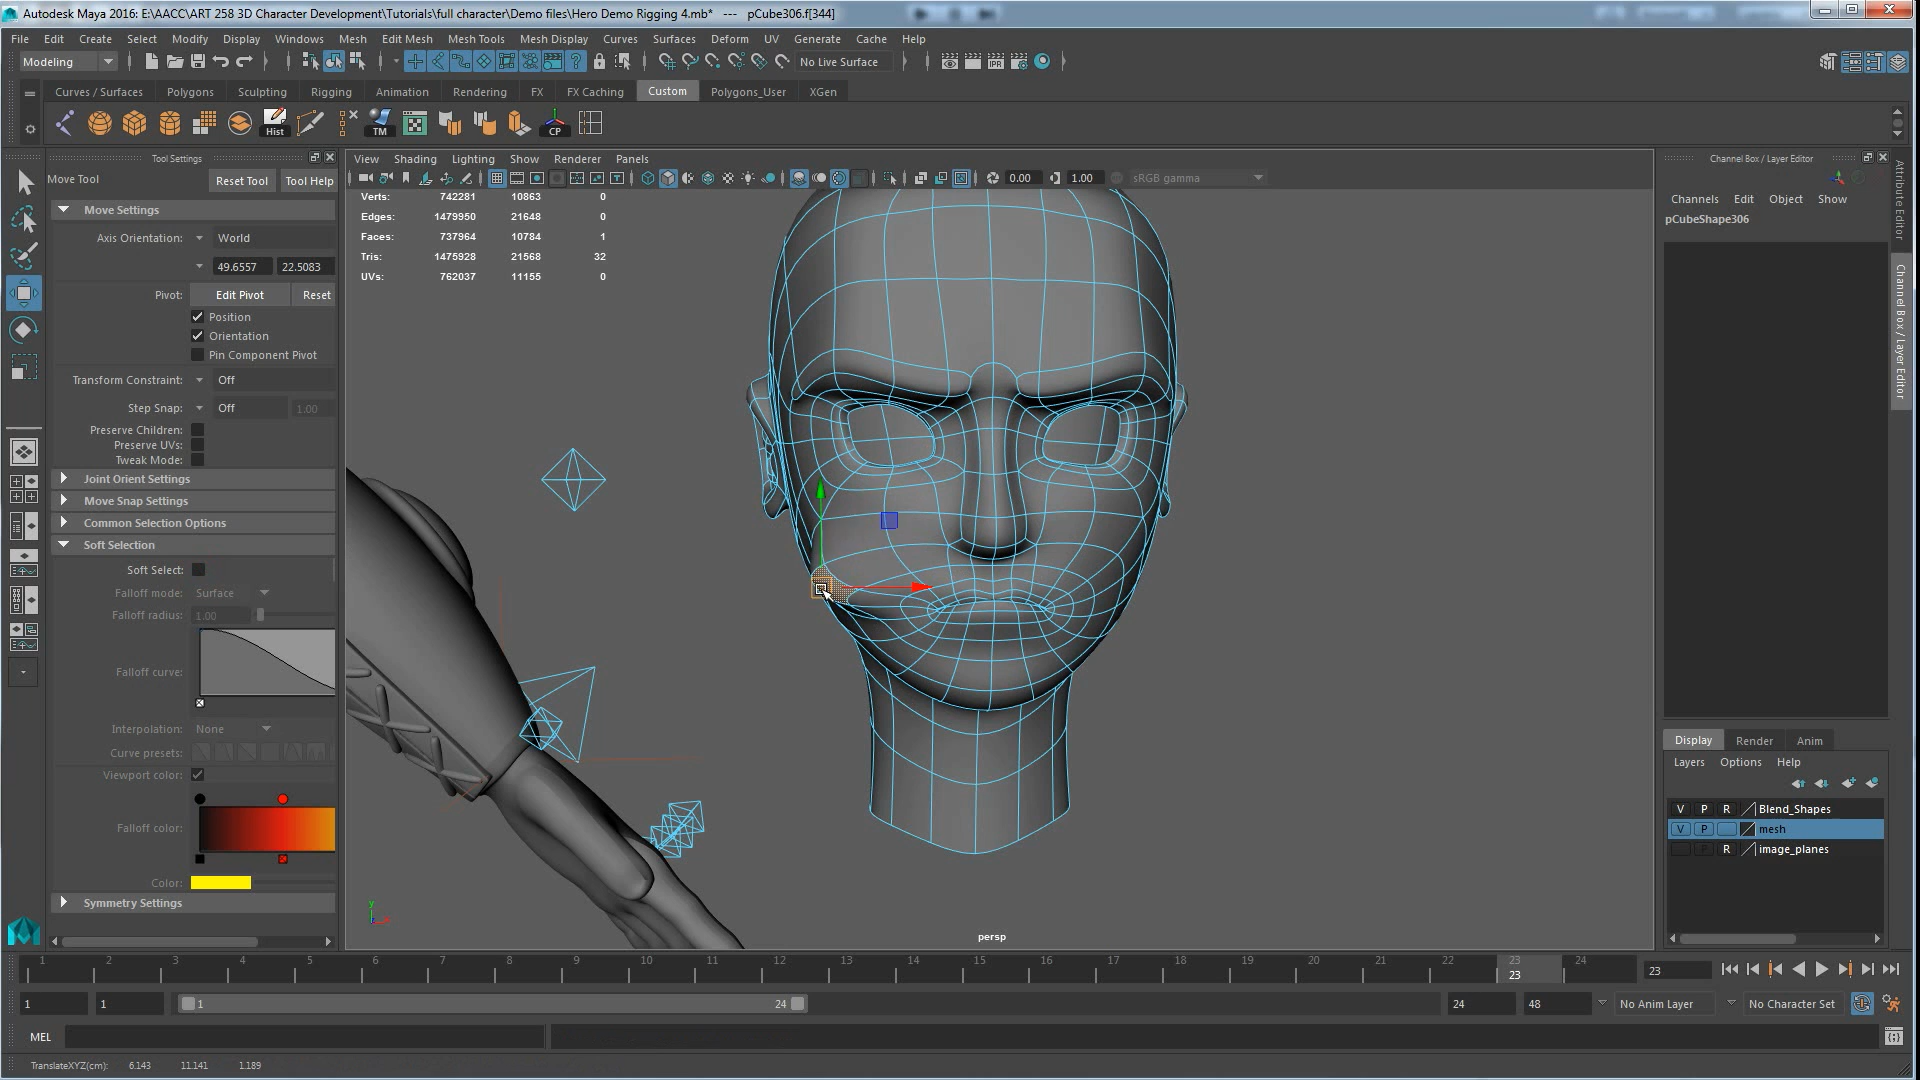 Autodesk Maya 2016: E:\AACC\ART 258 3D Character Development\Tutorials\full character\Demo files\Hero Demo Rigging 4.mb*   ---   pCube306.f[344]
File Edit Create Select Modify Display Windows Mesh Edit Mesh Mesh Tools Mesh Display Curves Surfaces Deform UV Generate Cache Help
Modeling No Live Surface IPR
Curves / Surfaces Polygons Sculpting Rigging Animation Rendering FX FX Caching Custom Polygons_User XGen
Hist TM CP
Tool Settings
Move Tool Reset Tool Tool Help
Move Settings
Axis Orientation: World
49.6557 22.5083
Pivot: Edit Pivot Reset
Position
Orientation
Pin Component Pivot
Transform Constraint: Off
Step Snap: Off 1.00
Preserve Children:
Preserve UVs:
Tweak Mode:
Joint Orient Settings
Move Snap Settings
Common Selection Options
Soft Selection
Soft Select:
Falloff mode: Surface
Falloff radius: 1.00
Falloff curve:
Interpolation: None
Curve presets:
Viewport color:
Falloff color:
Color:
Symmetry Settings
View Shading Lighting Show Renderer Panels
0.00 1.00 sRGB gamma
Verts: 742281 10863 0
Edges: 1479950 21648 0
Faces: 737964 10784 1
Tris: 1475928 21568 32
UVs: 762037 11155 0
y
persp
Channel Box / Layer Editor
Channels Edit Object Show
pCubeShape306
Attribute Editor
Channel Box / Layer Editor
Display Render Anim
Layers Options Help
V P R Blend_Shapes
V P mesh
P R image_planes
1 2 3 4 5 6 7 8 9 10 11 12 13 14 15 16 17 18 19 20 21 22 23 24
23 23
1 1 1 24 24 48 No Anim Layer No Character Set
MEL
TranslateXYZ(cm): 6.143 11.141 1.189